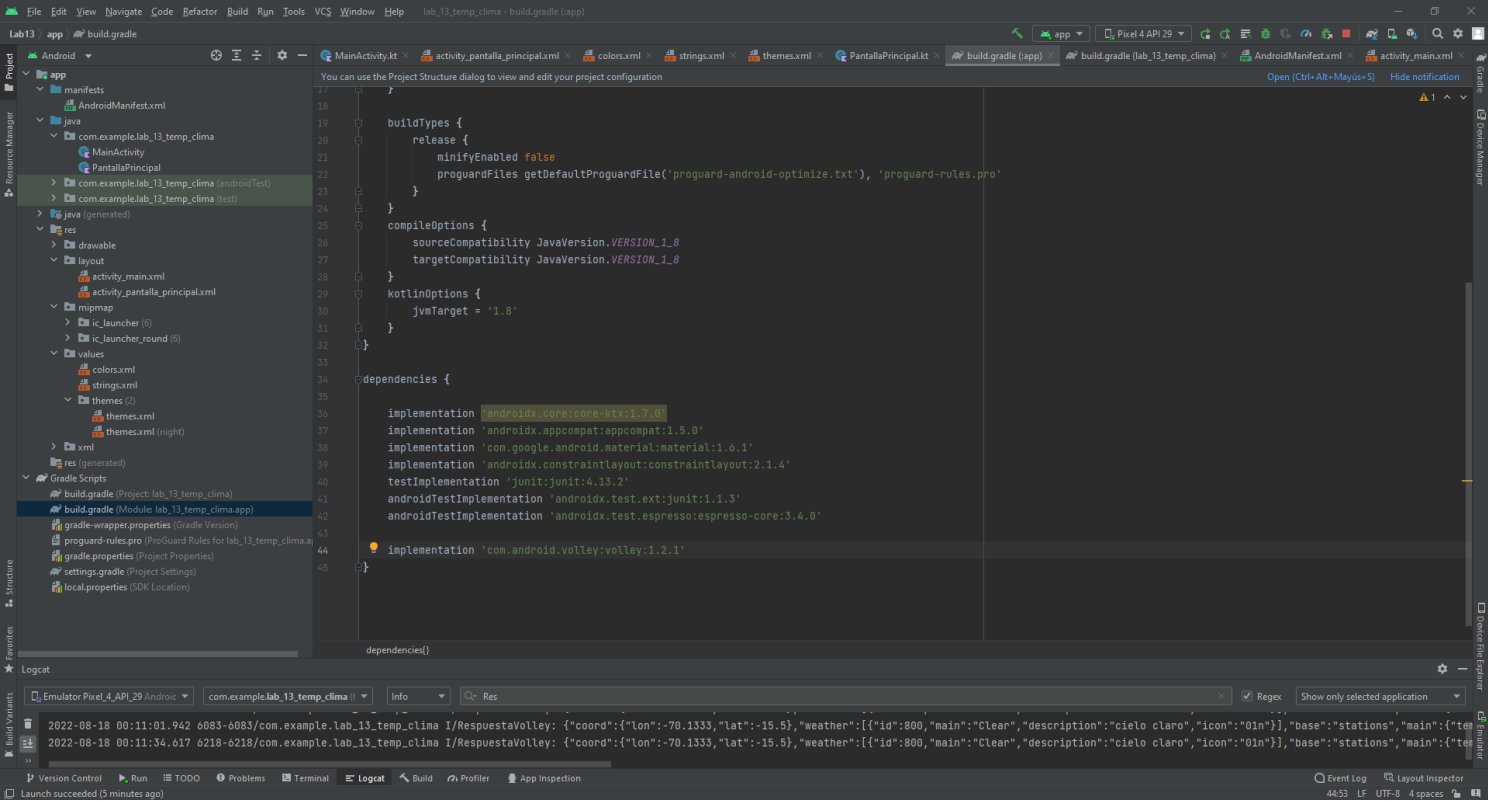 File Edit View Navigate Code Refactor Build Run Tools VCS Window Help lab_13_temp_clima - build.gradle (:app)
Lab13 app build.gradle
app Pixel 4 API 29
Project
Resource Manager
Structure
Favorites
Build Variants
Android
app
manifests
AndroidManifest.xml
java
com.example.lab_13_temp_clima
MainActivity
PantallaPrincipal
com.example.lab_13_temp_clima (androidTest)
com.example.lab_13_temp_clima (test)
java (generated)
res
drawable
layout
activity_main.xml
activity_pantalla_principal.xml
mipmap
ic_launcher (6)
ic_launcher_round (6)
values
colors.xml
strings.xml
themes (2)
themes.xml
themes.xml (night)
xml
res (generated)
Gradle Scripts
build.gradle (Project: lab_13_temp_clima)
build.gradle (Module: lab_13_temp_clima.app)
gradle-wrapper.properties (Gradle Version)
proguard-rules.pro (ProGuard Rules for lab_13_temp_clima.a
gradle.properties (Project Properties)
settings.gradle (Project Settings)
local.properties (SDK Location)
MainActivity.kt activity_pantalla_principal.xml colors.xml strings.xml themes.xml PantallaPrincipal.kt build.gradle (:app) build.gradle (lab_13_temp_clima) AndroidManifest.xml activity_main.xml
You can use the Project Structure dialog to view and edit your project configuration Open (Ctrl+Alt+Mayús+S) Hide notification
1
17 }
18
19 buildTypes {
20 release {
21 minifyEnabled false
22 proguardFiles getDefaultProguardFile('proguard-android-optimize.txt'), 'proguard-rules.pro'
23 }
24 }
25 compileOptions {
26 sourceCompatibility JavaVersion.VERSION_1_8
27 targetCompatibility JavaVersion.VERSION_1_8
28 }
29 kotlinOptions {
30 jvmTarget = '1.8'
31 }
32 }
33
34 dependencies {
35
36 implementation 'androidx.core:core-ktx:1.7.0'
37 implementation 'androidx.appcompat:appcompat:1.5.0'
38 implementation 'com.google.android.material:material:1.6.1'
39 implementation 'androidx.constraintlayout:constraintlayout:2.1.4'
40 testImplementation 'junit:junit:4.13.2'
41 androidTestImplementation 'androidx.test.ext:junit:1.1.3'
42 androidTestImplementation 'androidx.test.espresso:espresso-core:3.4.0'
43
44 implementation 'com.android.volley:volley:1.2.1'
45 }
dependencies{}
Gradle
Device Manager
Device File Explorer
Emulator
Logcat
Emulator Pixel_4_API_29 Android com.example.lab_13_temp_clima ( Info Res Regex Show only selected application
2022-08-18 00:11:01.942 6083-6083/com.example.lab_13_temp_clima I/RespuestaVolley: {"coord":{"lon":-70.1333,"lat":-15.5},"weather":[{"id":800,"main":"Clear","description":"cielo claro","icon":"01n"}],"base":"stations","main":{"tem
2022-08-18 00:11:34.617 6218-6218/com.example.lab_13_temp_clima I/RespuestaVolley: {"coord":{"lon":-70.1333,"lat":-15.5},"weather":[{"id":800,"main":"Clear","description":"cielo claro","icon":"01n"}],"base":"stations","main":{"tem
Version Control Run TODO Problems Terminal Logcat Build Profiler App Inspection Event Log Layout Inspector
Launch succeeded (5 minutes ago) 44:53 LF UTF-8 4 spaces